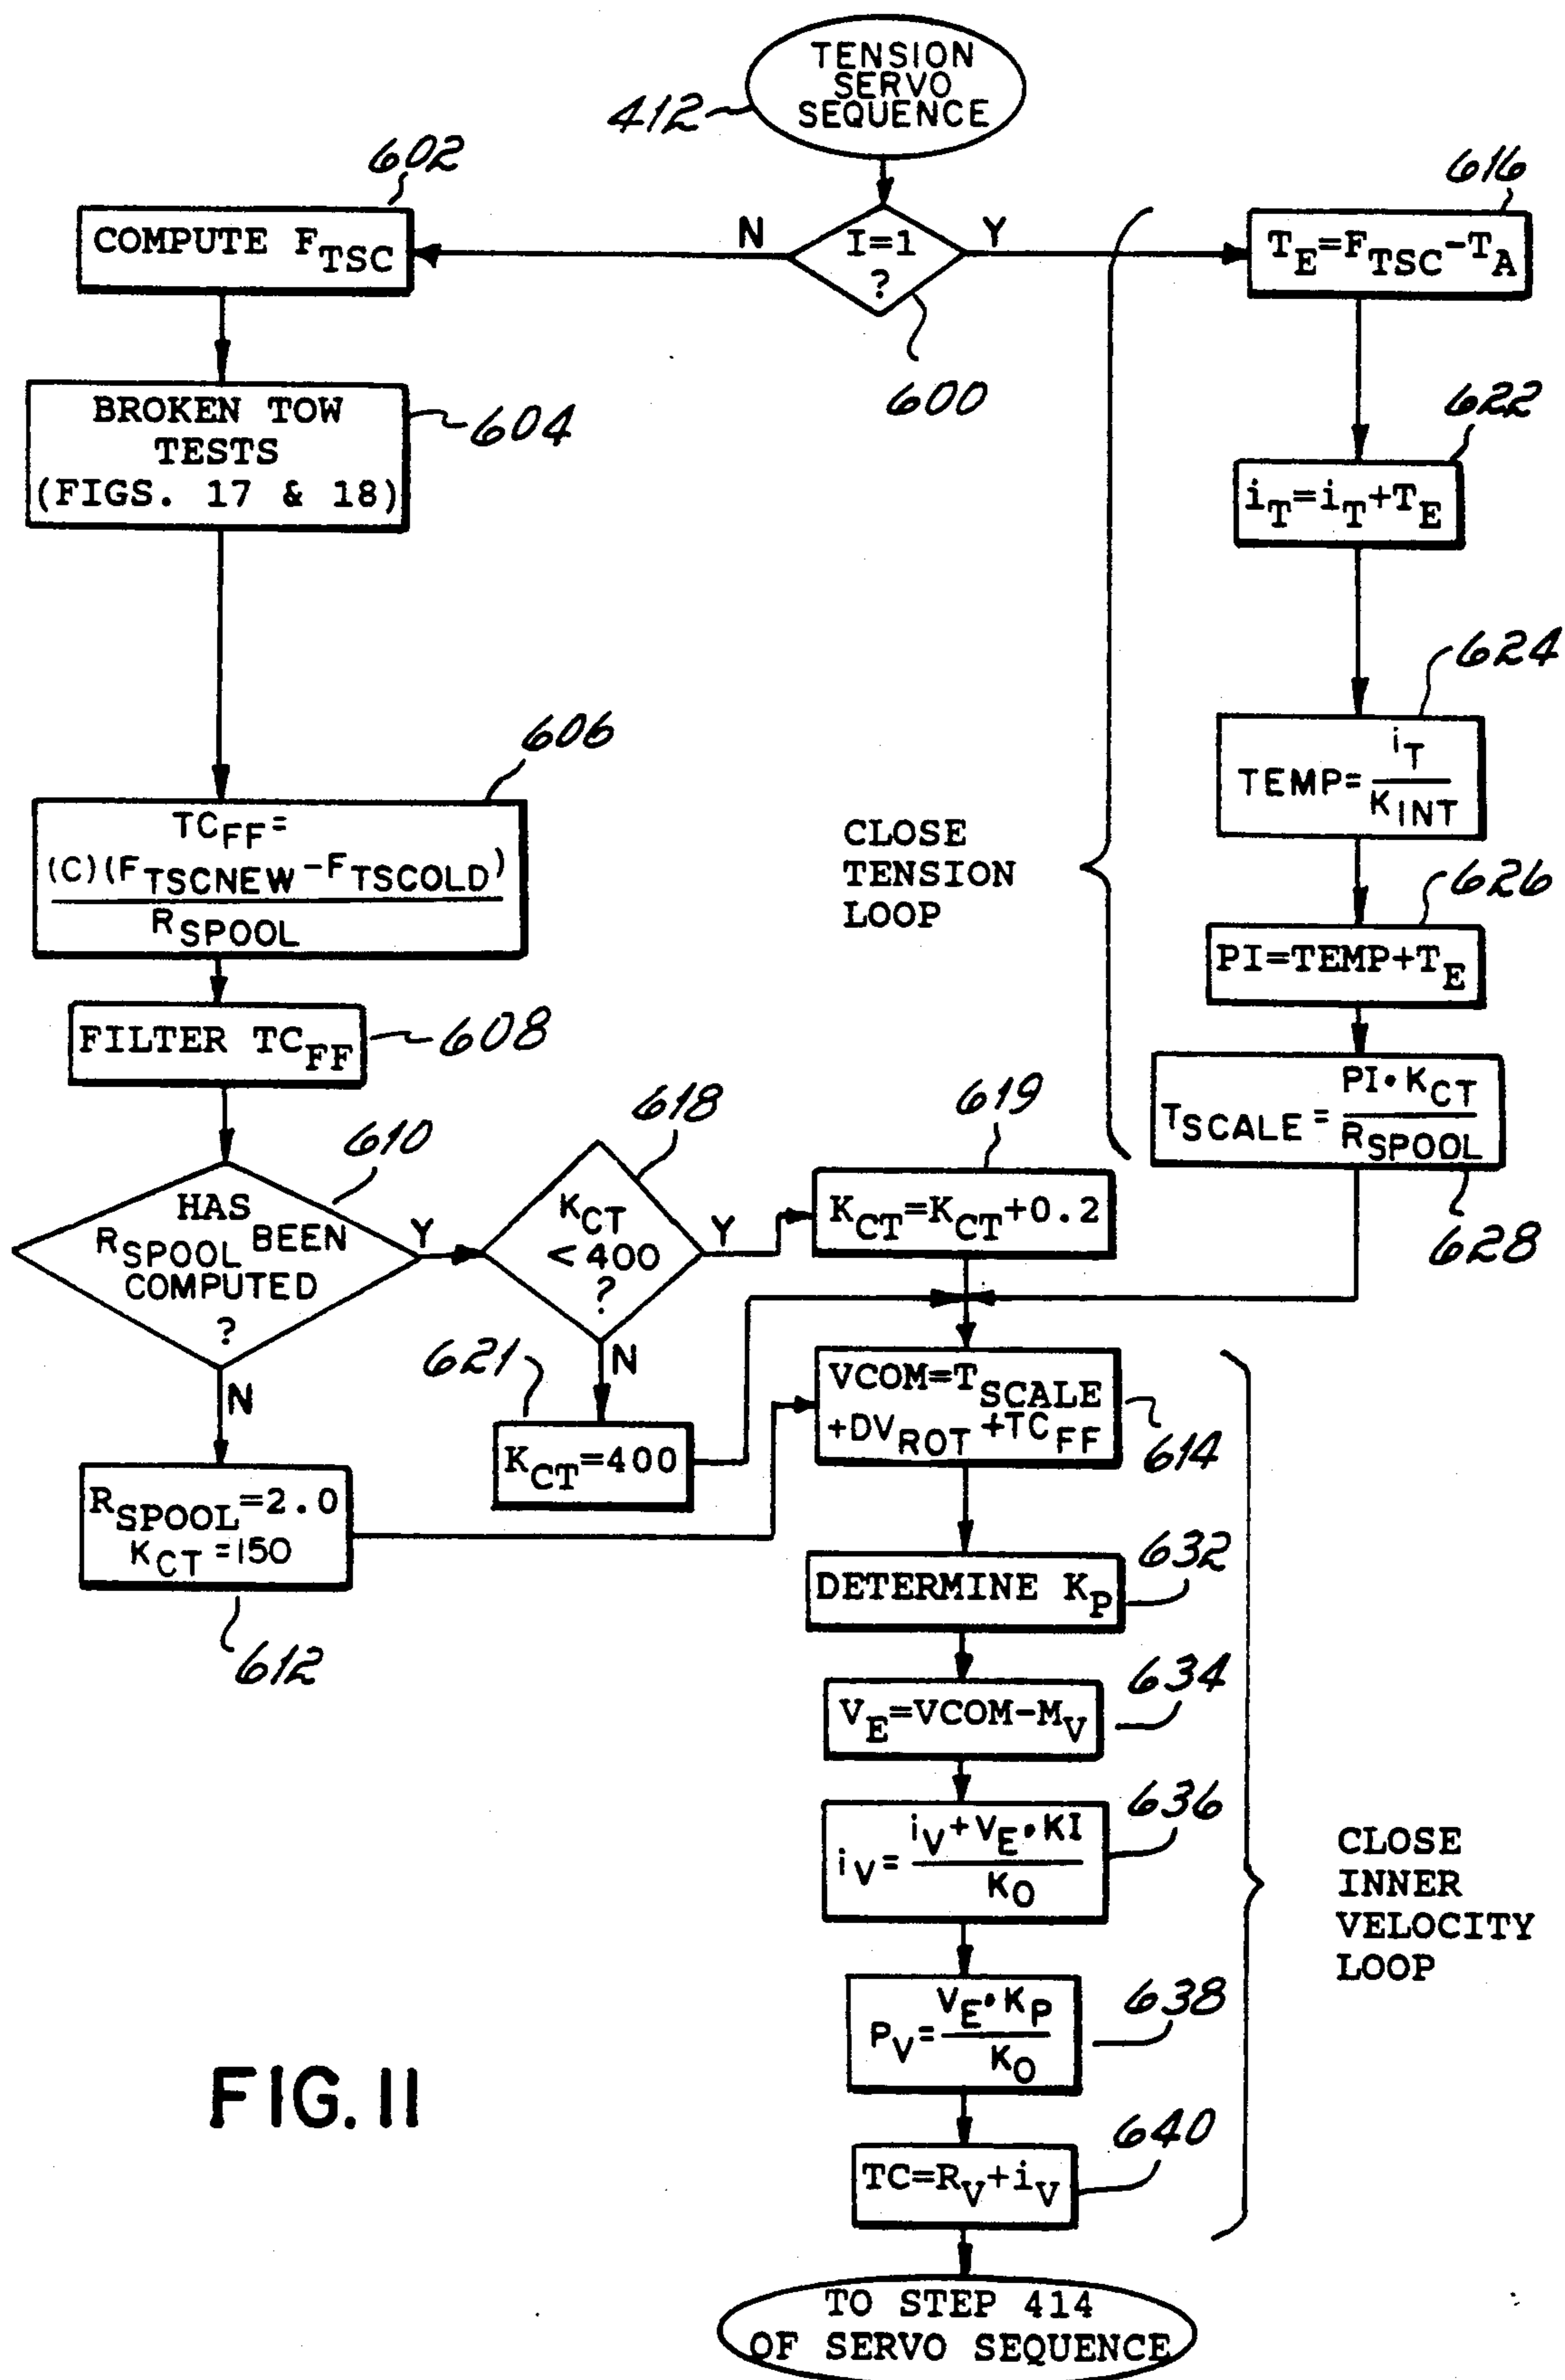 TENSION
SERVO
SEQUENCE
412
I=1
?
N
Y
600
602
COMPUTE F_TSC
BROKEN TOW
TESTS
(FIGS. 17 & 18)
604
606
TC_FF=
(C)(F_TSCNEW-F_TSCOLD)
R_SPOOL
FILTER TC_FF
608
610
HAS
R_SPOOL BEEN
COMPUTED
?
Y
N
R_SPOOL=2.0
K_CT=150
612
618
K_CT
<400
?
Y
N
621
K_CT=400
619
K_CT=K_CT+0.2
616
T_E=F_TSC-T_A
622
i_T=i_T+T_E
624
TEMP=i_T
K_INT
626
PI=TEMP+T_E
T_SCALE=PI•K_CT
R_SPOOL
628
CLOSE
TENSION
LOOP
VCOM=T_SCALE
+DV_ROT+TC_FF
614
DETERMINE K_P
632
V_E=VCOM-M_V
634
i_V=i_V+V_E•KI
K_O
636
P_V=V_E•K_P
K_O
638
TC=R_V+i_V
640
CLOSE
INNER
VELOCITY
LOOP
TO STEP 414
OF SERVO SEQUENCE
FIG. 11